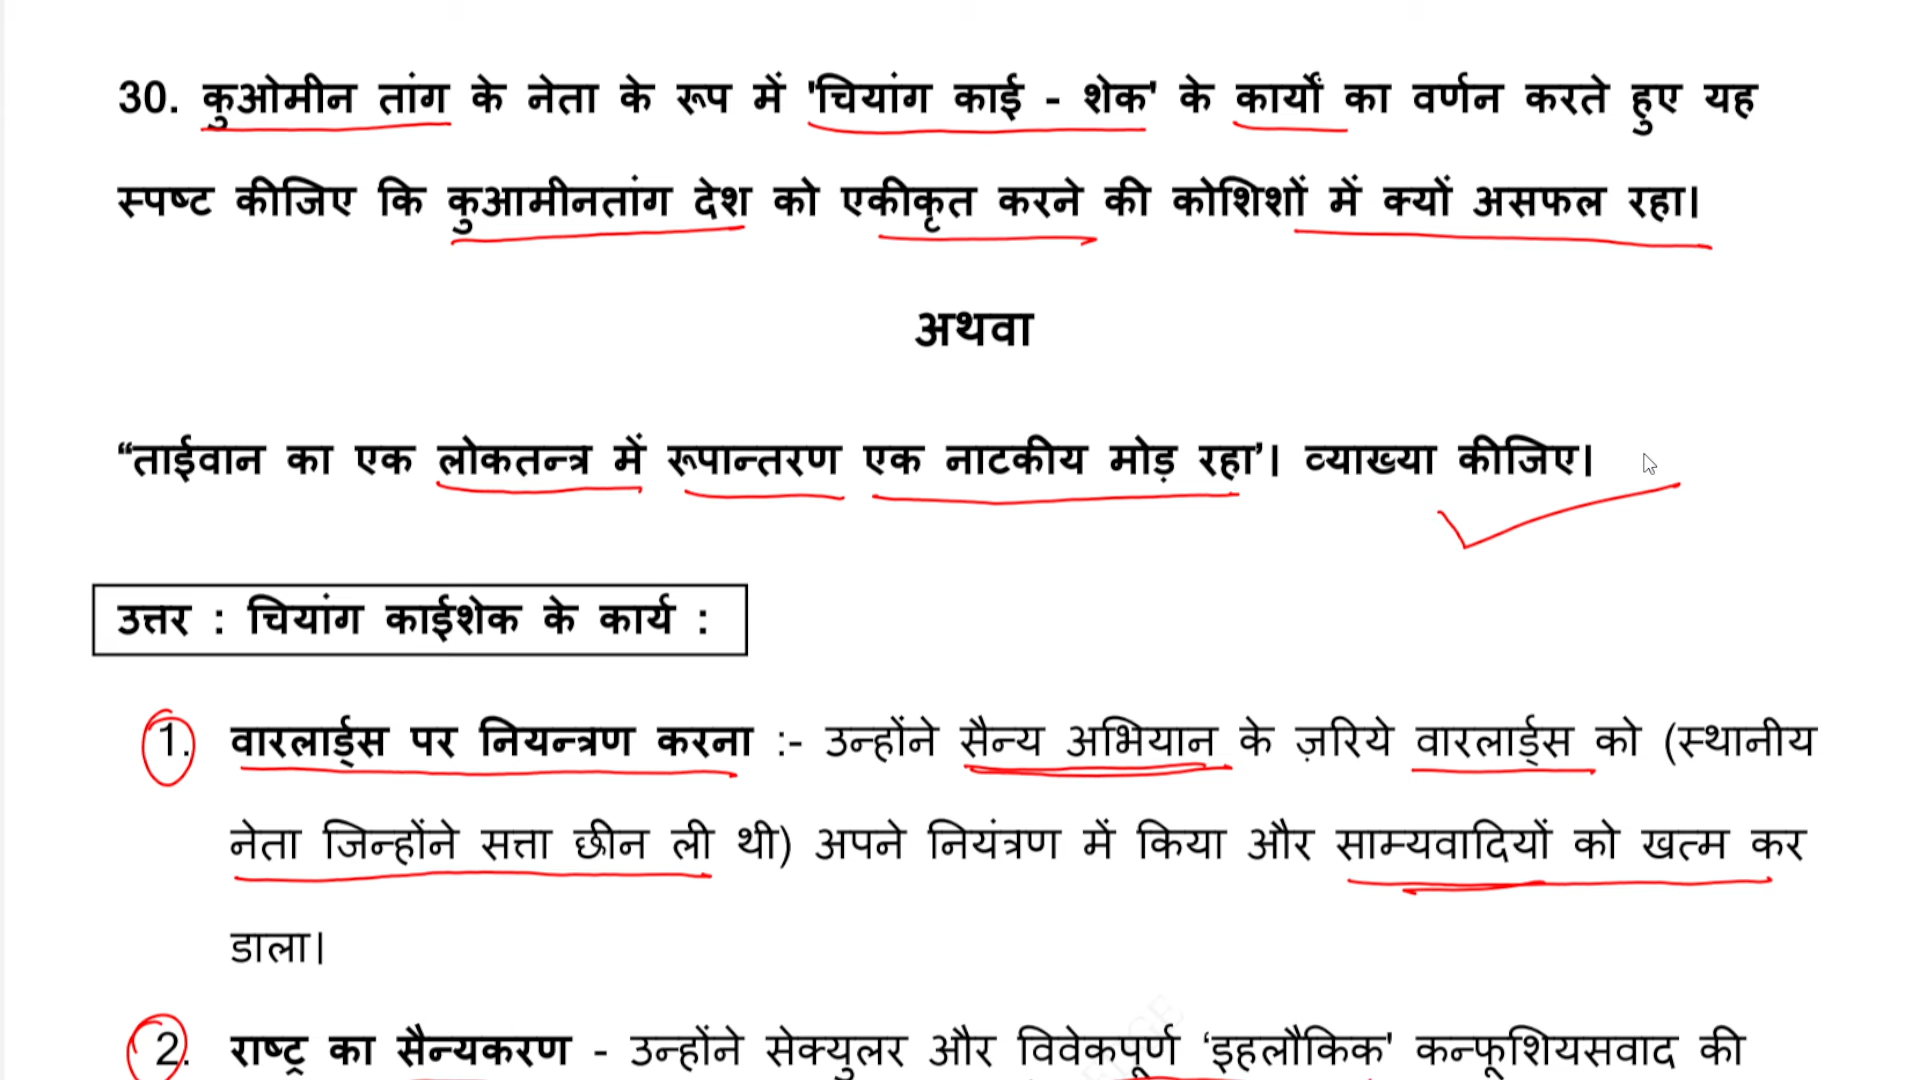 30. कुओमीन तांग के नेता के रूप में 'चियांग काई - शेक' के कार्यों का वर्णन करते हुए यह
स्पष्ट कीजिए कि कुआमीनतांग देश को एकीकृत करने की कोशिशों में क्यों असफल रहा।
अथवा
“ताईवान का एक लोकतन्त्र में रूपान्तरण एक नाटकीय मोड़ रहा’। व्याख्या कीजिए।
उत्तर : चियांग काईशेक के कार्य :
1. वारलार्ड्स पर नियन्त्रण करना :- उन्होंने सैन्य अभियान के ज़रिये वारलार्ड्स को (स्थानीय
नेता जिन्होंने सत्ता छीन ली थी) अपने नियंत्रण में किया और साम्यवादियों को खत्म कर
डाला।
2. राष्ट्र का सैन्यकरण - उन्होंने सेक्युलर और विवेकपूर्ण ‘इहलौकिक' कन्फूशियसवाद की